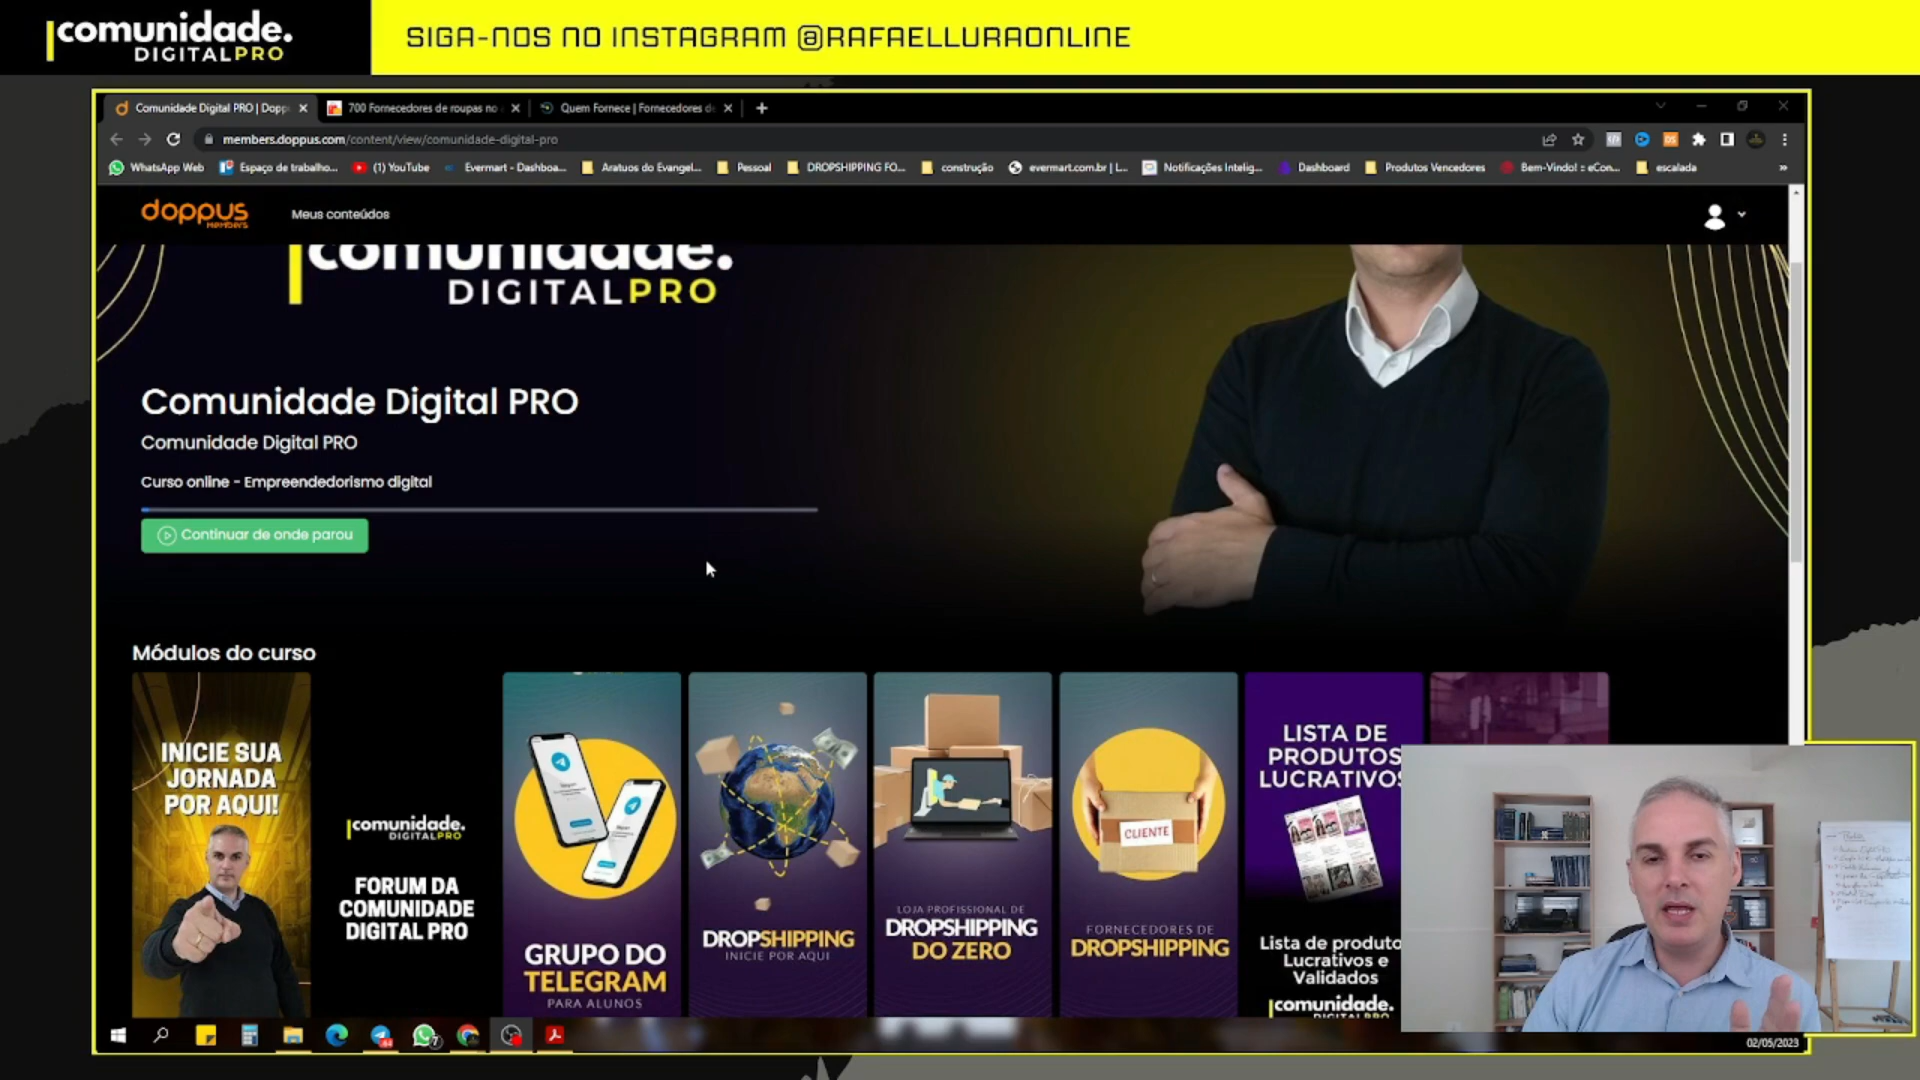 comunidade.
DIGITALPRO
SIGA-NOS NO INSTAGRAM @RAFAELLURAONLINE
Comunidade Digital PRO | Dopp
700 Fornecedores de roupas no
Quem Fornece | Fornecedores d
members.doppus.com/content/view/comunidade-digital-pro
WhatsApp Web
Espaço de trabalho...
(1) YouTube
Evermart - Dashboa...
Aratuos do Evangel...
Pessoal
DROPSHIPPING FO...
construção
evermart.com.br | L...
Notificações Intelig...
Dashboard
Produtos Vencedores
Bem-Vindo! :: eCon...
escalada
»
doppus
members
Meus conteúdos
comunidade.
DIGITALPRO
Comunidade Digital PRO
Comunidade Digital PRO
Curso online - Empreendedorismo digital
Continuar de onde parou
Módulos do curso
INICIE SUA
JORNADA
POR AQUI!
comunidade.
DIGITALPRO
FORUM DA
COMUNIDADE
DIGITAL PRO
GRUPO DO
TELEGRAM
PARA ALUNOS
DROPSHIPPING
INICIE POR AQUI
LOJA PROFISSIONAL DE
DROPSHIPPING
DO ZERO
CLIENTE
FORNECEDORES DE
DROPSHIPPING
LISTA DE
PRODUTOS
LUCRATIVOS
Lista de produto
Lucrativos e
Validados
comunidade.
DIGITALPRO
02/05/2023